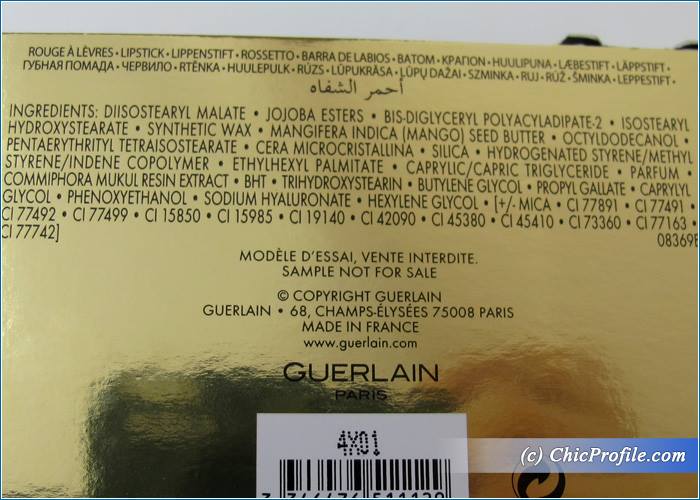 ROUGE À LÈVRES • LIPSTICK • LIPPENSTIFT • ROSSETTO • BARRA DE LABIOS • BATOM • ΚΡΑΓΙΟΝ • HUULIPUNA • LÆBESTIFT • LÄPPSTIFT •
ГУБНАЯ ПОМАДА • ЧЕРВИЛО • RTĚNKA • HUULEPULK • RÚZS • LŪPUKRĀSA • LŪPŲ DAŽAI • SZMINKA • RUJ • RÚŽ • ŠMINKA • LEPPESTIFT •
أحمر الشفاه
INGREDIENTS: DIISOSTEARYL MALATE • JOJOBA ESTERS • BIS-DIGLYCERYL POLYACYLADIPATE-2 • ISOSTEARYL
HYDROXYSTEARATE • SYNTHETIC WAX • MANGIFERA INDICA (MANGO) SEED BUTTER • OCTYLDODECANOL •
PENTAERYTHRITYL TETRAISOSTEARATE • CERA MICROCRISTALLINA • SILICA • HYDROGENATED STYRENE/METHYL
STYRENE/INDENE COPOLYMER • ETHYLHEXYL PALMITATE • CAPRYLIC/CAPRIC TRIGLYCERIDE • PARFUM •
COMMIPHORA MUKUL RESIN EXTRACT • BHT • TRIHYDROXYSTEARIN • BUTYLENE GLYCOL • PROPYL GALLATE • CAPRYLYL
GLYCOL • PHENOXYETHANOL • SODIUM HYALURONATE • HEXYLENE GLYCOL • [+/- MICA • CI 77891 • CI 77491 •
CI 77492 • CI 77499 • CI 15850 • CI 15985 • CI 19140 • CI 42090 • CI 45380 • CI 45410 • CI 73360 • CI 77163 •
CI 77742] 08369B
MODÈLE D'ESSAI, VENTE INTERDITE.
SAMPLE NOT FOR SALE
© COPYRIGHT GUERLAIN
GUERLAIN • 68, CHAMPS-ÉLYSÉES 75008 PARIS
MADE IN FRANCE
www.guerlain.com
GUERLAIN
PARIS
4X01
(c) ChicProfile.com